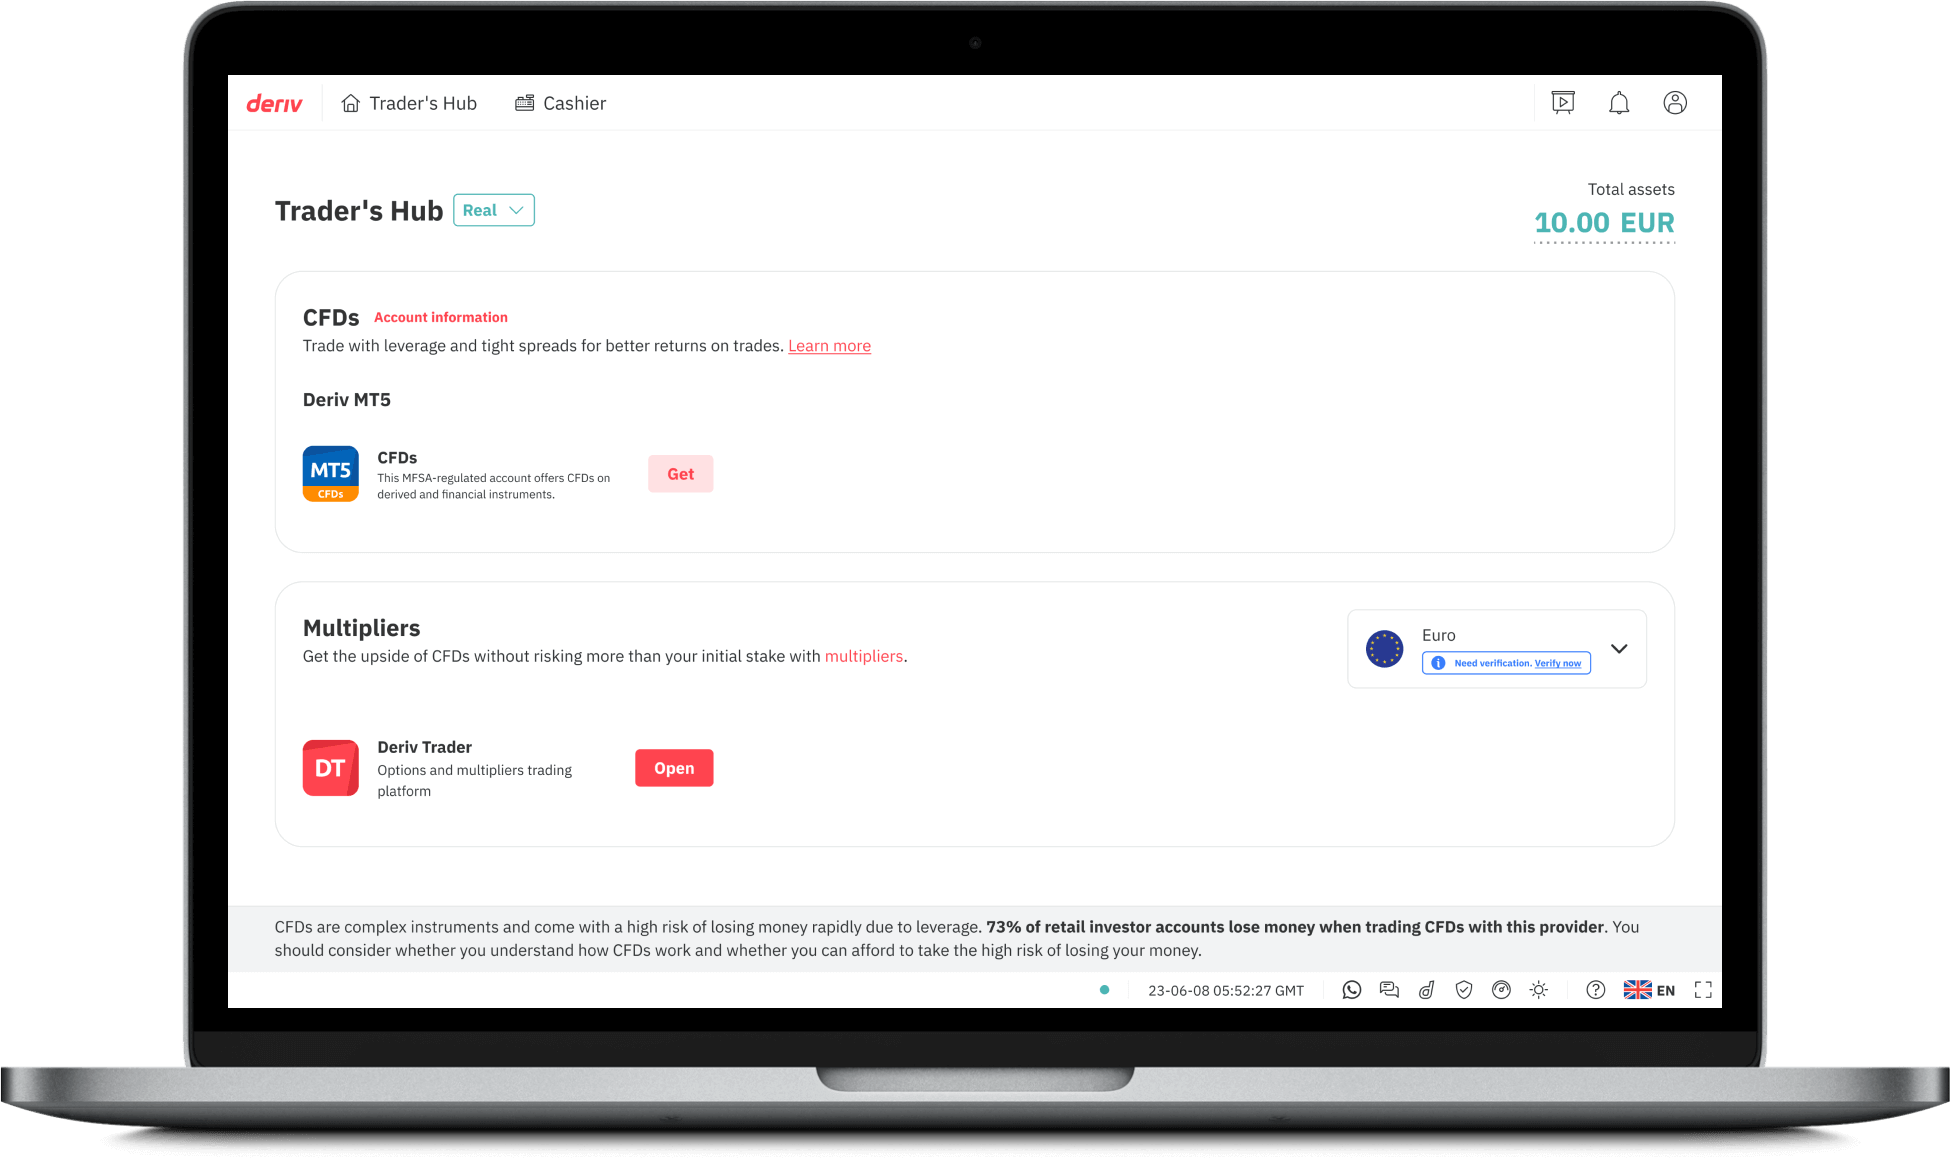 deriv
Trader's Hub
Cashier
Trader's Hub
Real
Total assets
10.00 EUR
CFDs
Account information
Trade with leverage and tight spreads for better returns on trades. Learn more
Deriv MT5
MT5
CFDs
CFDs
This MFSA-regulated account offers CFDs on
derived and financial instruments.
Get
Multipliers
Get the upside of CFDs without risking more than your initial stake with multipliers.
Euro
Need verification. Verify now
DT
Deriv Trader
Options and multipliers trading
platform
Open
CFDs are complex instruments and come with a high risk of losing money rapidly due to leverage. 73% of retail investor accounts lose money when trading CFDs with this provider. You
should consider whether you understand how CFDs work and whether you can afford to take the high risk of losing your money.
23-06-08 05:52:27 GMT
EN